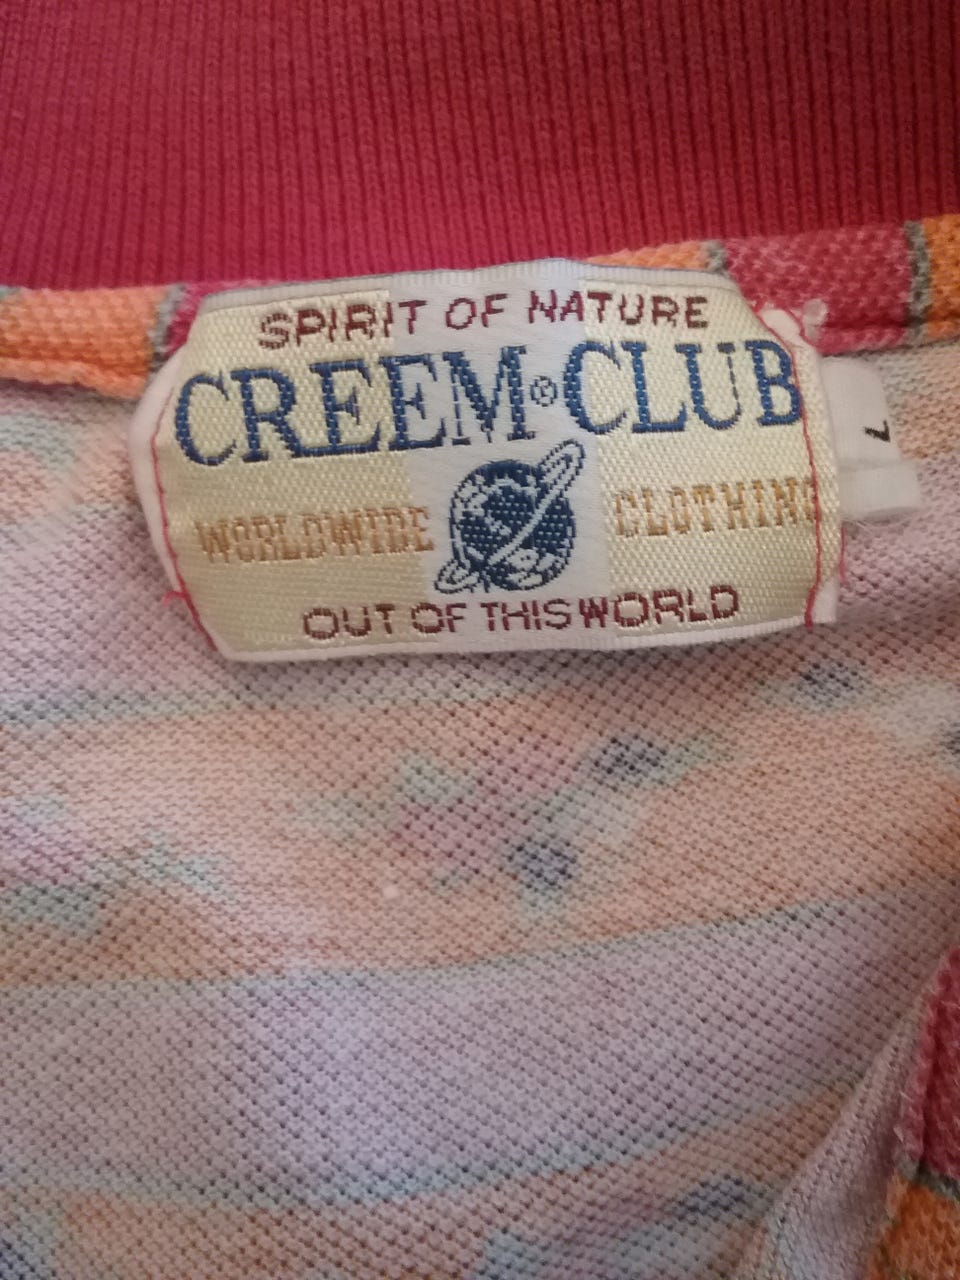 SPIRIT OF NATURE
CREEM®CLUB
WORLDWIDE CLOTHING
OUT OF THIS WORLD
L